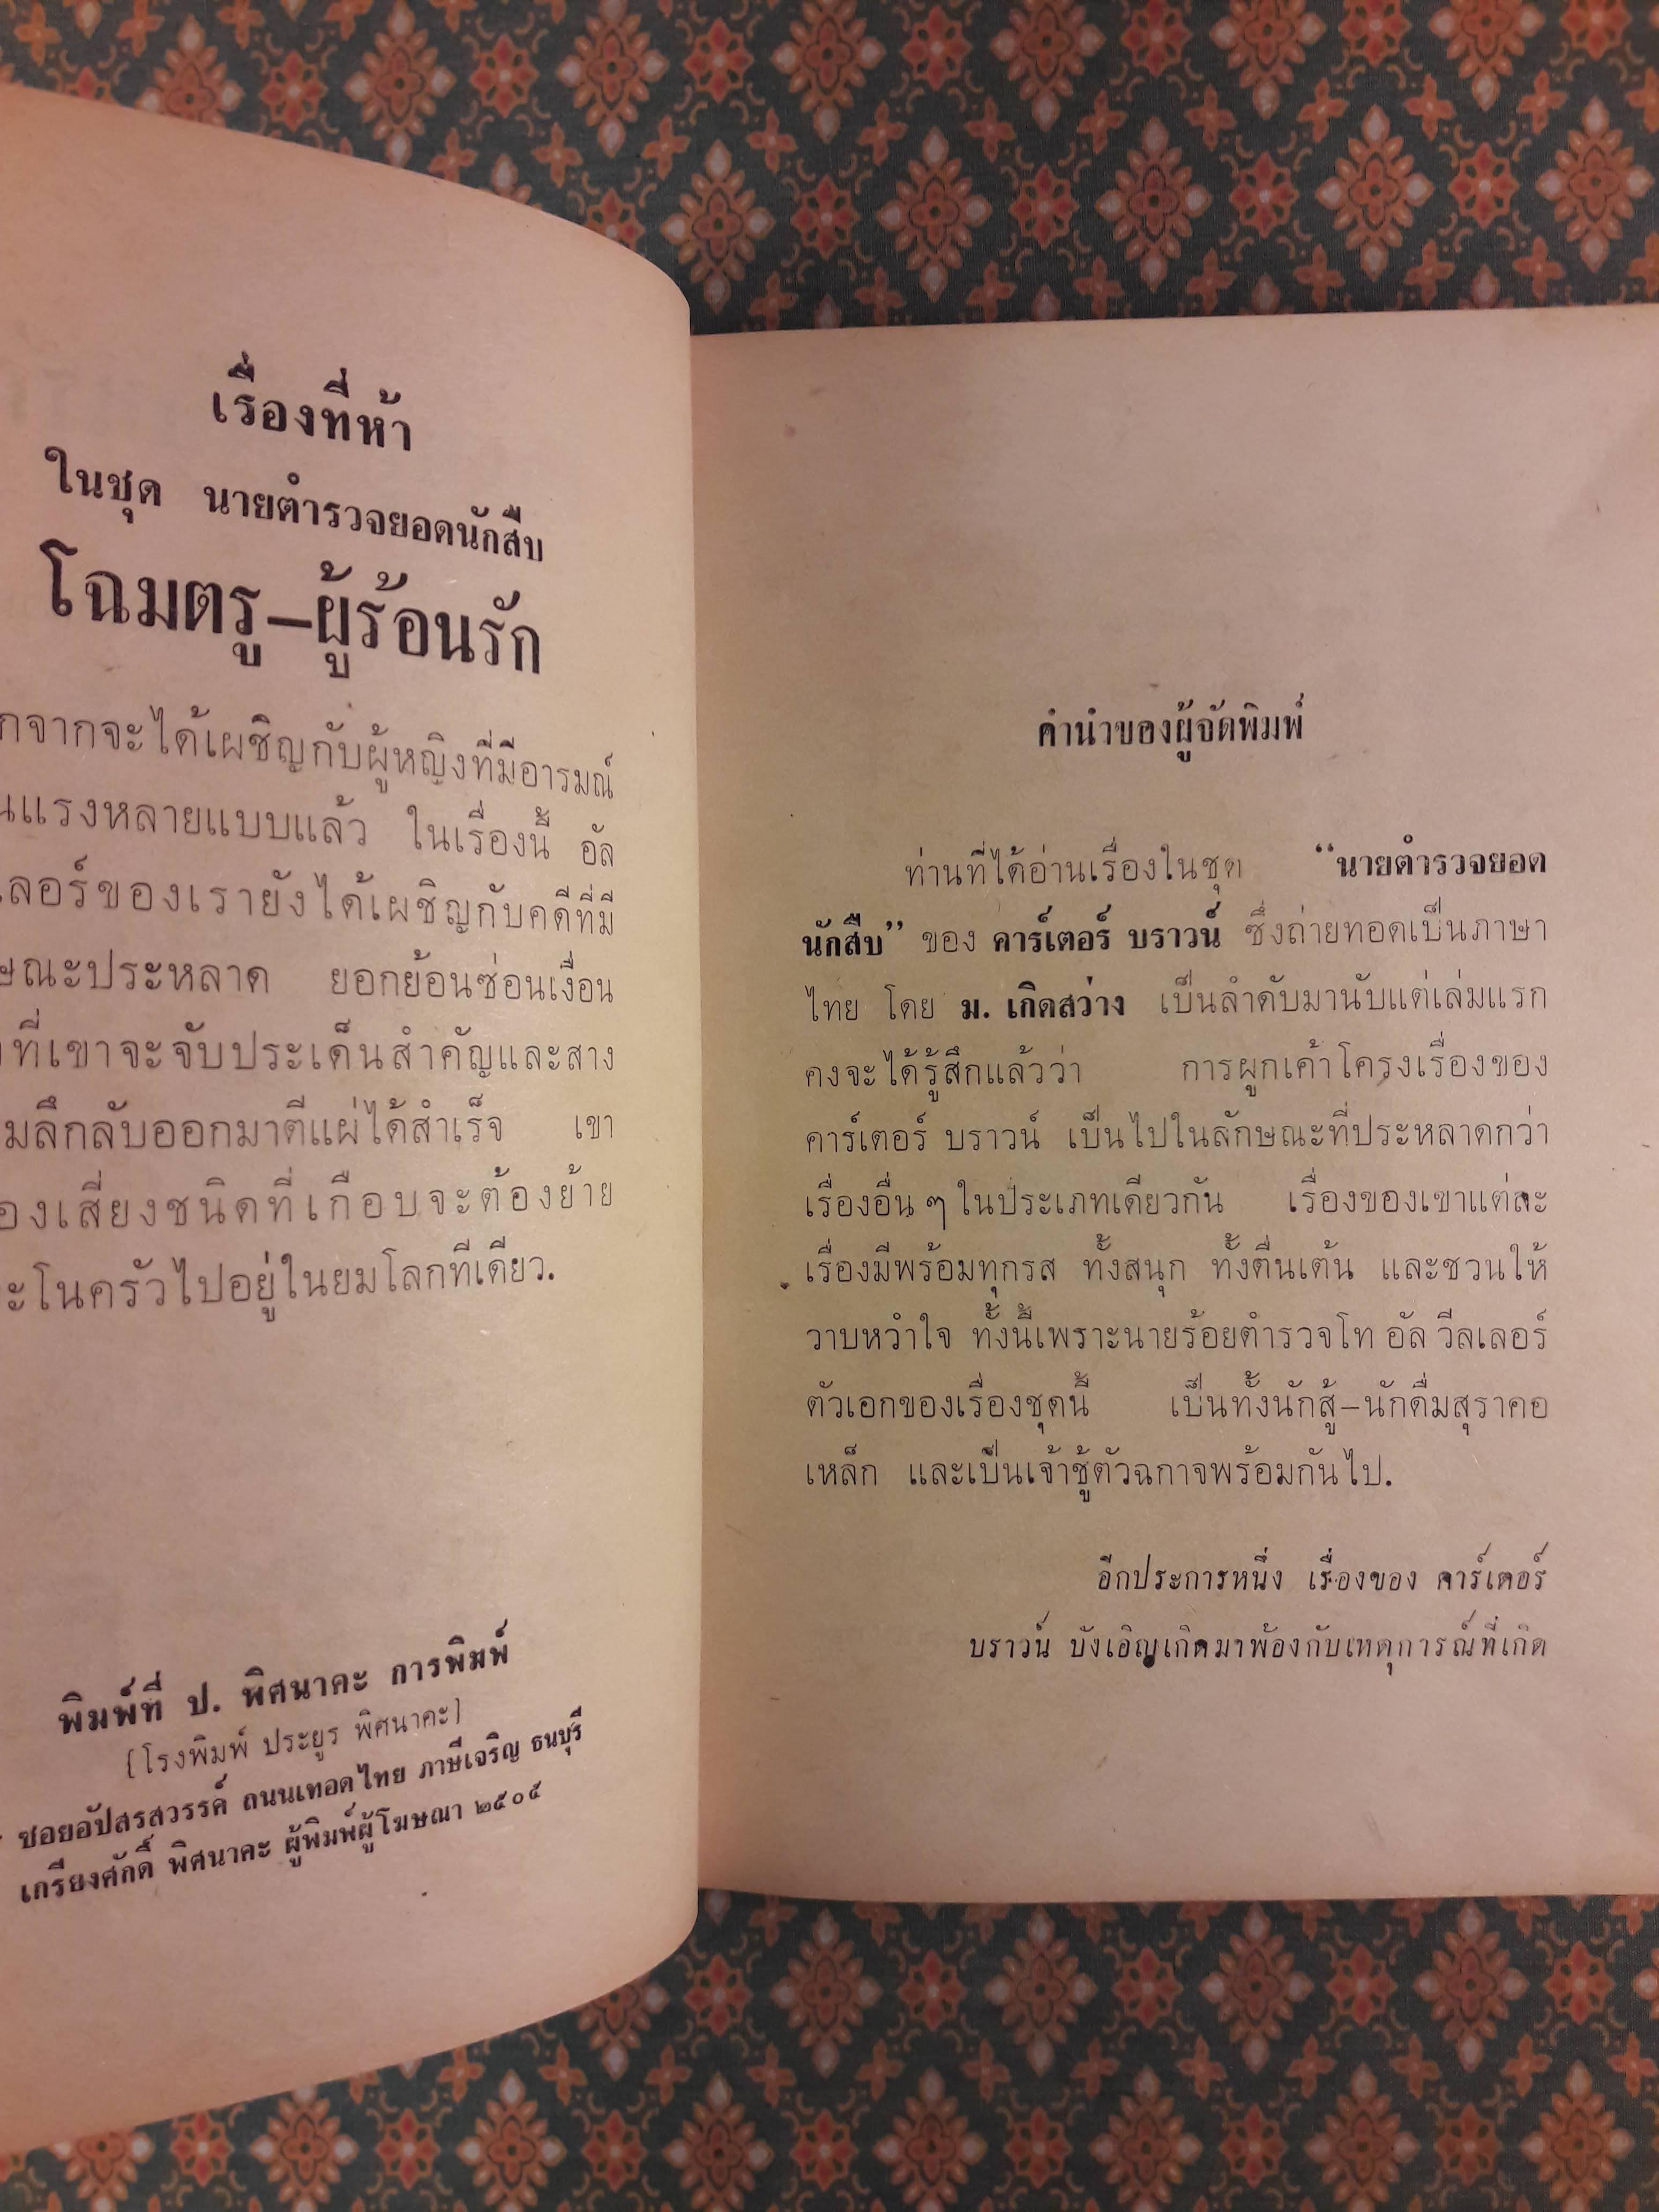 เรื่องที่ห้า
ในชุด นายตำรวจยอดนักสืบ
โฉมตรู–ผู้ร้อนรัก
กจากจะได้เผชิญกับผู้หญิงที่มีอารมณ์
นแรงหลายแบบแล้ว ในเรื่องนี้ อัล
เลอร์ของเรายังได้เผชิญกับคดีที่มี
ษณะประหลาด ยอกย้อนซ่อนเงื่อน
ที่เขาจะจับประเด็นสำคัญและสาง
มลึกลับออกมาตีแผ่ได้สำเร็จ เขา
องเสี่ยงชนิดที่เกือบจะต้องย้าย
ะโนครัวไปอยู่ในยมโลกทีเดียว.
พิมพ์ที่ ป. พิศนาคะ การพิมพ์
(โรงพิมพ์ ประยูร พิศนาคะ)
ซอยอัปสรสวรรค์ ถนนเทอดไทย ภาษีเจริญ ธนบุรี
เกรียงศักดิ์ พิศนาคะ ผู้พิมพ์ผู้โฆษณา ๒๕๐๕
คำนำของผู้จัดพิมพ์
ท่านที่ได้อ่านเรื่องในชุด “นายตำรวจยอด
นักสืบ” ของ คาร์เตอร์ บราวน์ ซึ่งถ่ายทอดเป็นภาษา
ไทย โดย ม. เกิดสว่าง เป็นลำดับมานับแต่เล่มแรก
คงจะได้รู้สึกแล้วว่า การผูกเค้าโครงเรื่องของ
คาร์เตอร์ บราวน์ เป็นไปในลักษณะที่ประหลาดกว่า
เรื่องอื่น ๆ ในประเภทเดียวกัน เรื่องของเขาแต่ละ
เรื่องมีพร้อมทุกรส ทั้งสนุก ทั้งตื่นเต้น และชวนให้
วาบหวำใจ ทั้งนี้เพราะนายร้อยตำรวจโท อัล วีลเลอร์
ตัวเอกของเรื่องชุดนี้ เป็นทั้งนักสู้–นักดื่มสุราคอ
เหล็ก และเป็นเจ้าชู้ตัวฉกาจพร้อมกันไป.
อีกประการหนึ่ง เรื่องของ คาร์เตอร์
บราวน์ บังเอิญเกิดมาพ้องกับเหตุการณ์ที่เกิด